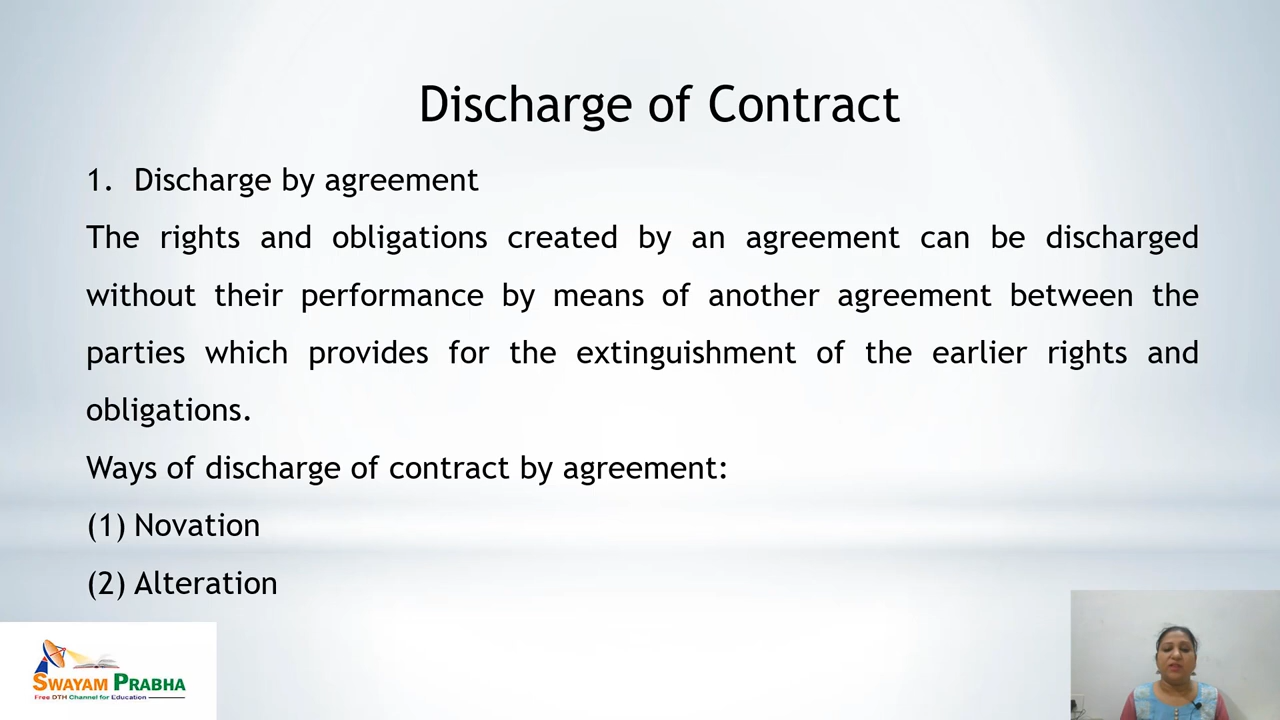 Discharge of Contract
1. Discharge by agreement
The rights and obligations created by an agreement can be discharged
without their performance by means of another agreement between the
parties which provides for the extinguishment of the earlier rights and
obligations.
Ways of discharge of contract by agreement:
(1) Novation
(2) Alteration
SWAYAM PRABHA
Free DTH Channel for Education